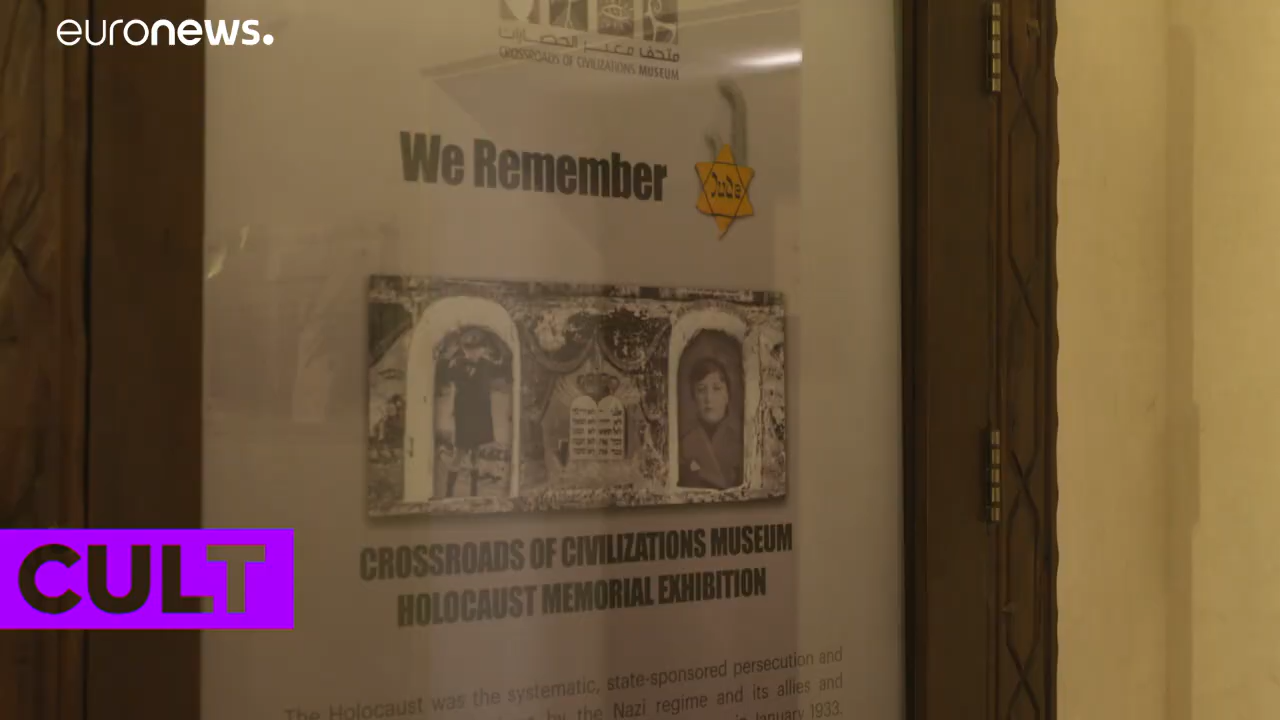 euronews.
متحف معبر الحضارات
CROSSROADS OF CIVILIZATIONS MUSEUM
We Remember
Jude
CROSSROADS OF CIVILIZATIONS MUSEUM
HOLOCAUST MEMORIAL EXHIBITION
CULT
The Holocaust was the systematic, state-sponsored persecution and
by the Nazi regime and its allies and
in January 1933.